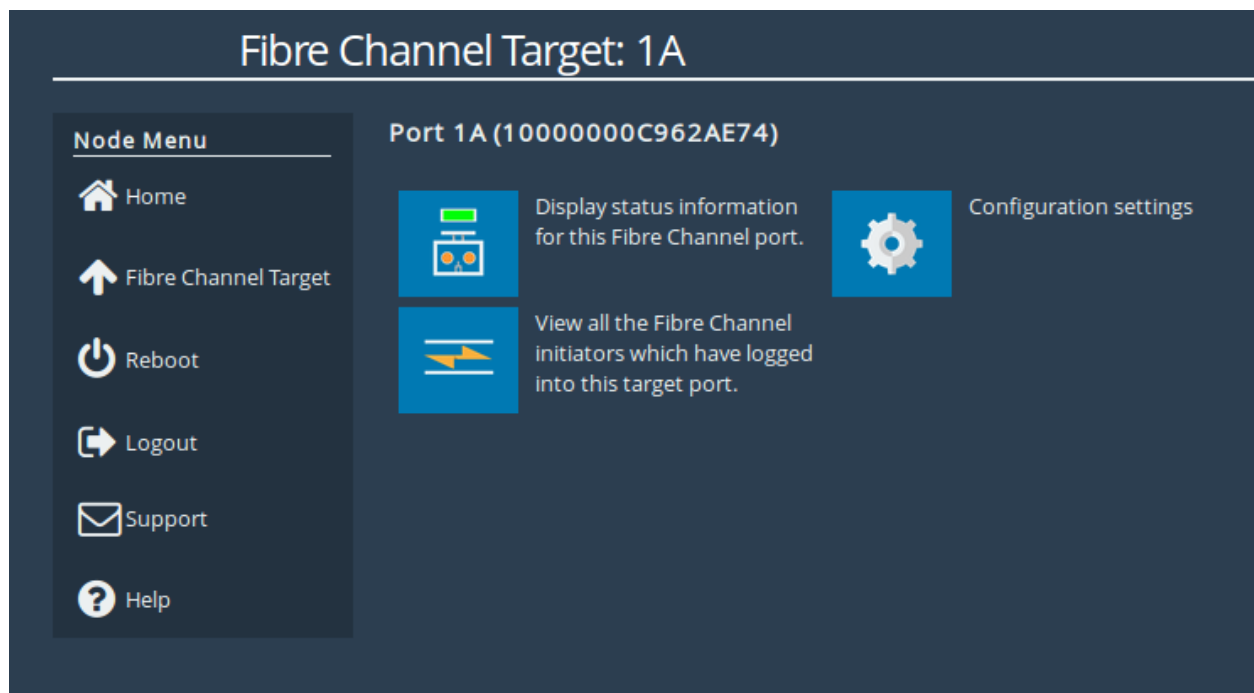 Fibre Channel Target: 1A
Node Menu
Home
Fibre Channel Target
Reboot
Logout
Support
Help
Port 1A (10000000C962AE74)
Display status information
for this Fibre Channel port.
Configuration settings
View all the Fibre Channel
initiators which have logged
into this target port.